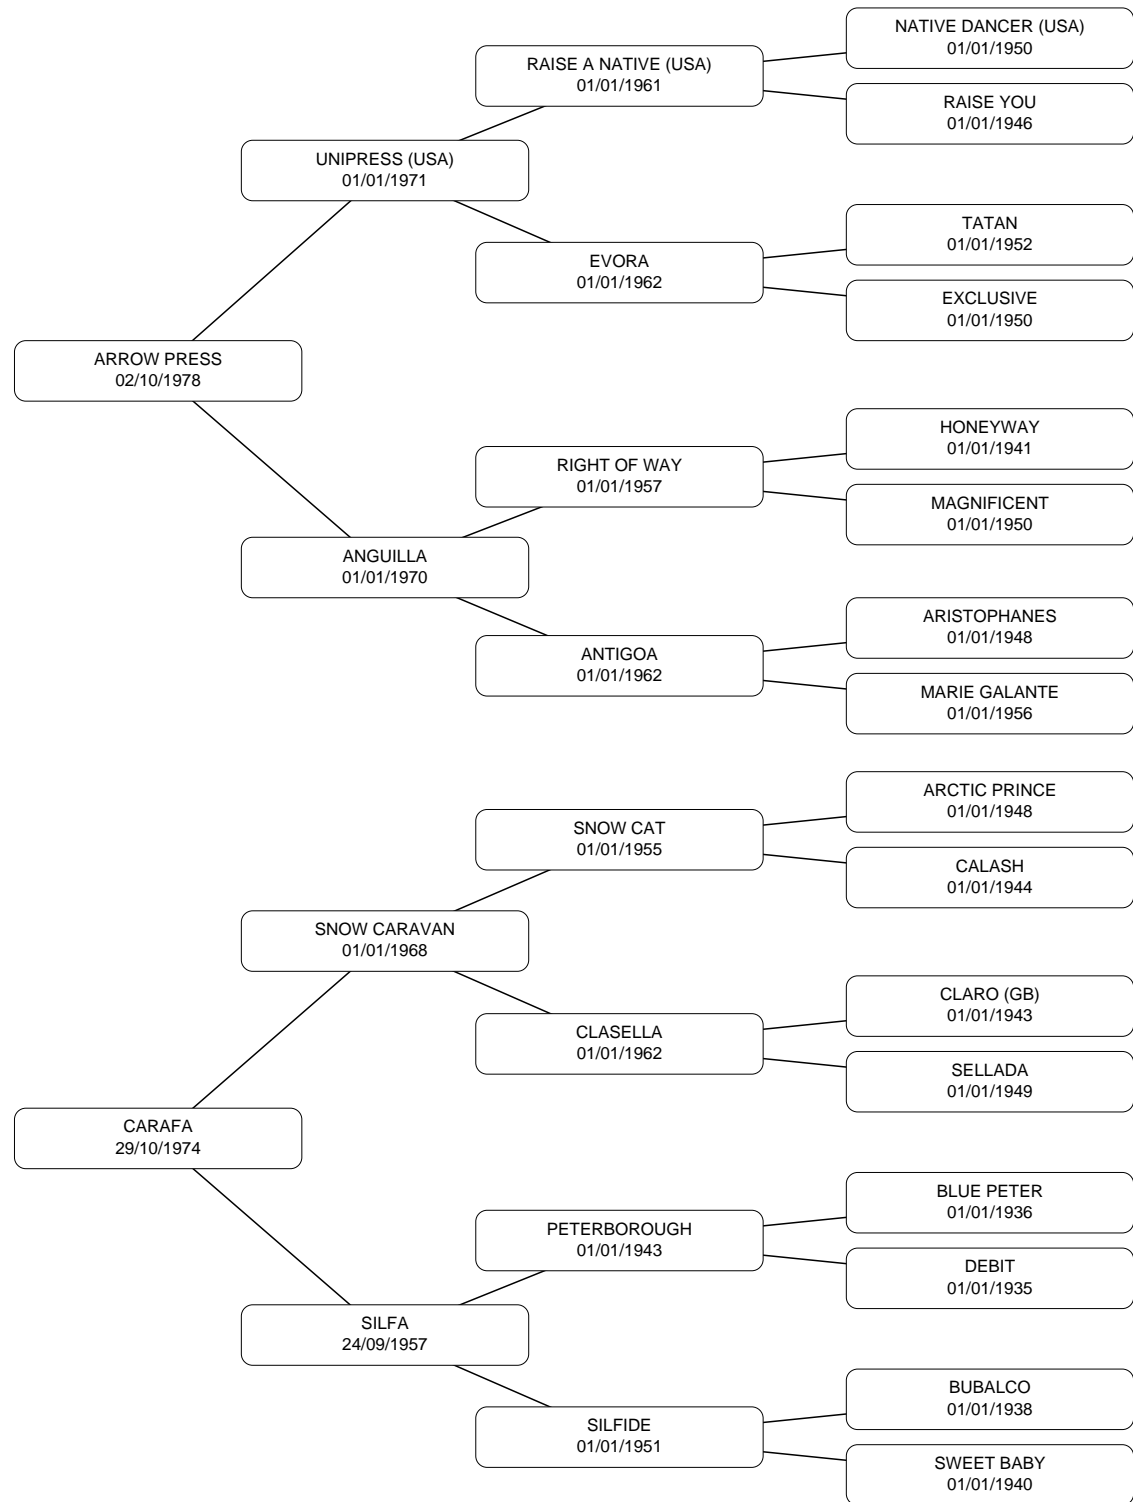 NATIVE DANCER (USA)
01/01/1950
RAISE A NATIVE (USA)
01/01/1961
RAISE YOU
01/01/1946
UNIPRESS (USA)
01/01/1971
TATAN
01/01/1952
EVORA
01/01/1962
EXCLUSIVE
01/01/1950
ARROW PRESS
02/10/1978
HONEYWAY
01/01/1941
RIGHT OF WAY
01/01/1957
MAGNIFICENT
01/01/1950
ANGUILLA
01/01/1970
ARISTOPHANES
01/01/1948
ANTIGOA
01/01/1962
MARIE GALANTE
01/01/1956
ARCTIC PRINCE
01/01/1948
SNOW CAT
01/01/1955
CALASH
01/01/1944
SNOW CARAVAN
01/01/1968
CLARO (GB)
01/01/1943
CLASELLA
01/01/1962
SELLADA
01/01/1949
CARAFA
29/10/1974
BLUE PETER
01/01/1936
PETERBOROUGH
01/01/1943
DEBIT
01/01/1935
SILFA
24/09/1957
BUBALCO
01/01/1938
SILFIDE
01/01/1951
SWEET BABY
01/01/1940